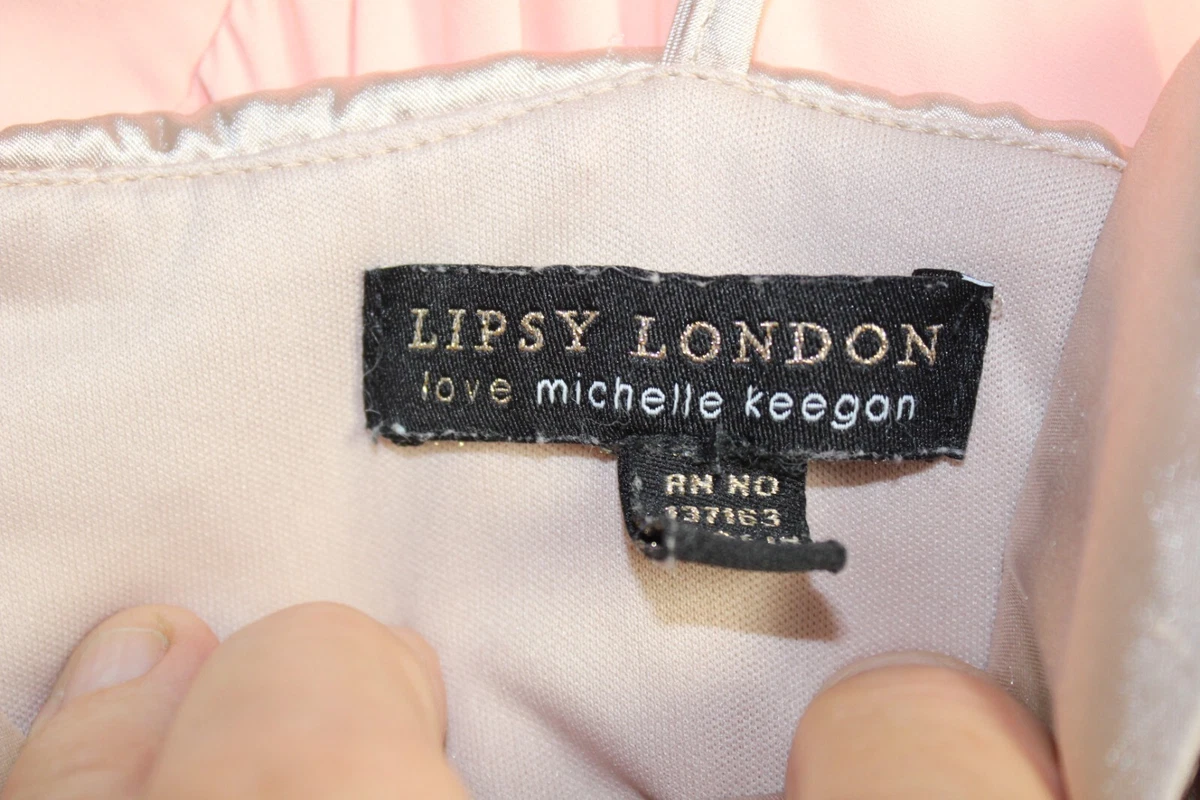 LIPSY LONDON
love michelle keegan
RN NO
137163